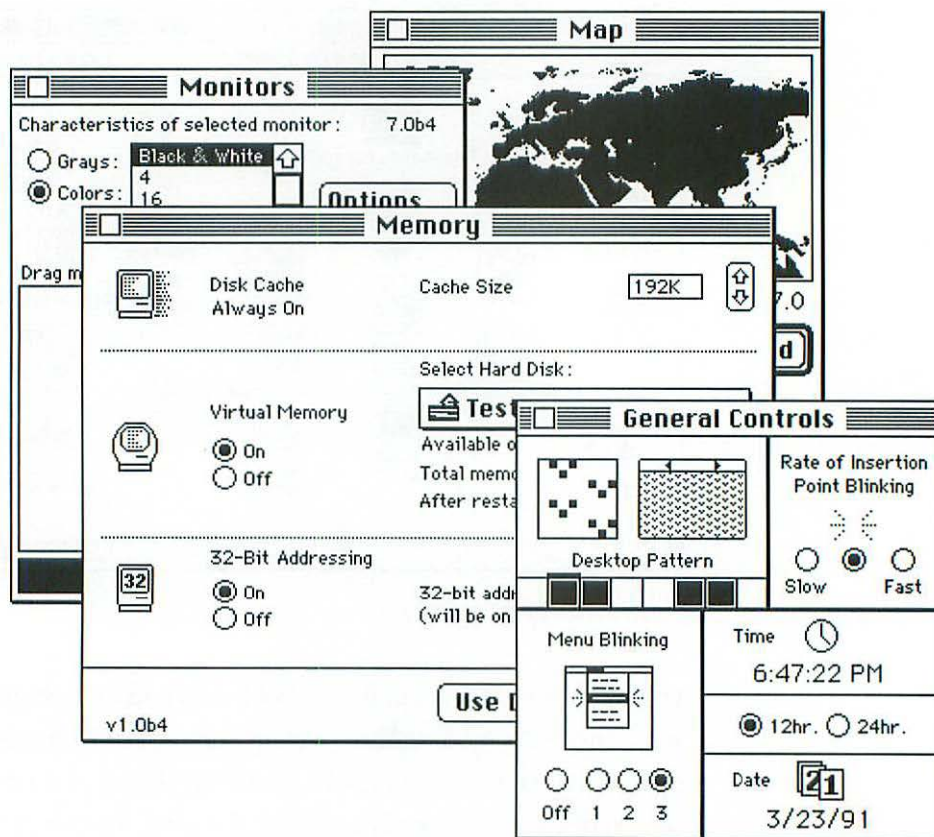 Map
7.0
d
Monitors
Characteristics of selected monitor: 7.0b4
Grays:
Colors:
Black & White
4
16
Options
Drag m
Memory
Disk Cache
Always On
Cache Size
192K
Select Hard Disk:
Test
Virtual Memory
On
Off
Available o
Total memo
After resta
32-Bit Addressing
32
On
Off
32-bit addr
(will be on
Use D
v1.0b4
General Controls
Desktop Pattern
Rate of Insertion
Point Blinking
Slow Fast
Menu Blinking
Off 1 2 3
Time
6:47:22 PM
12hr. 24hr.
Date
21
3/23/91